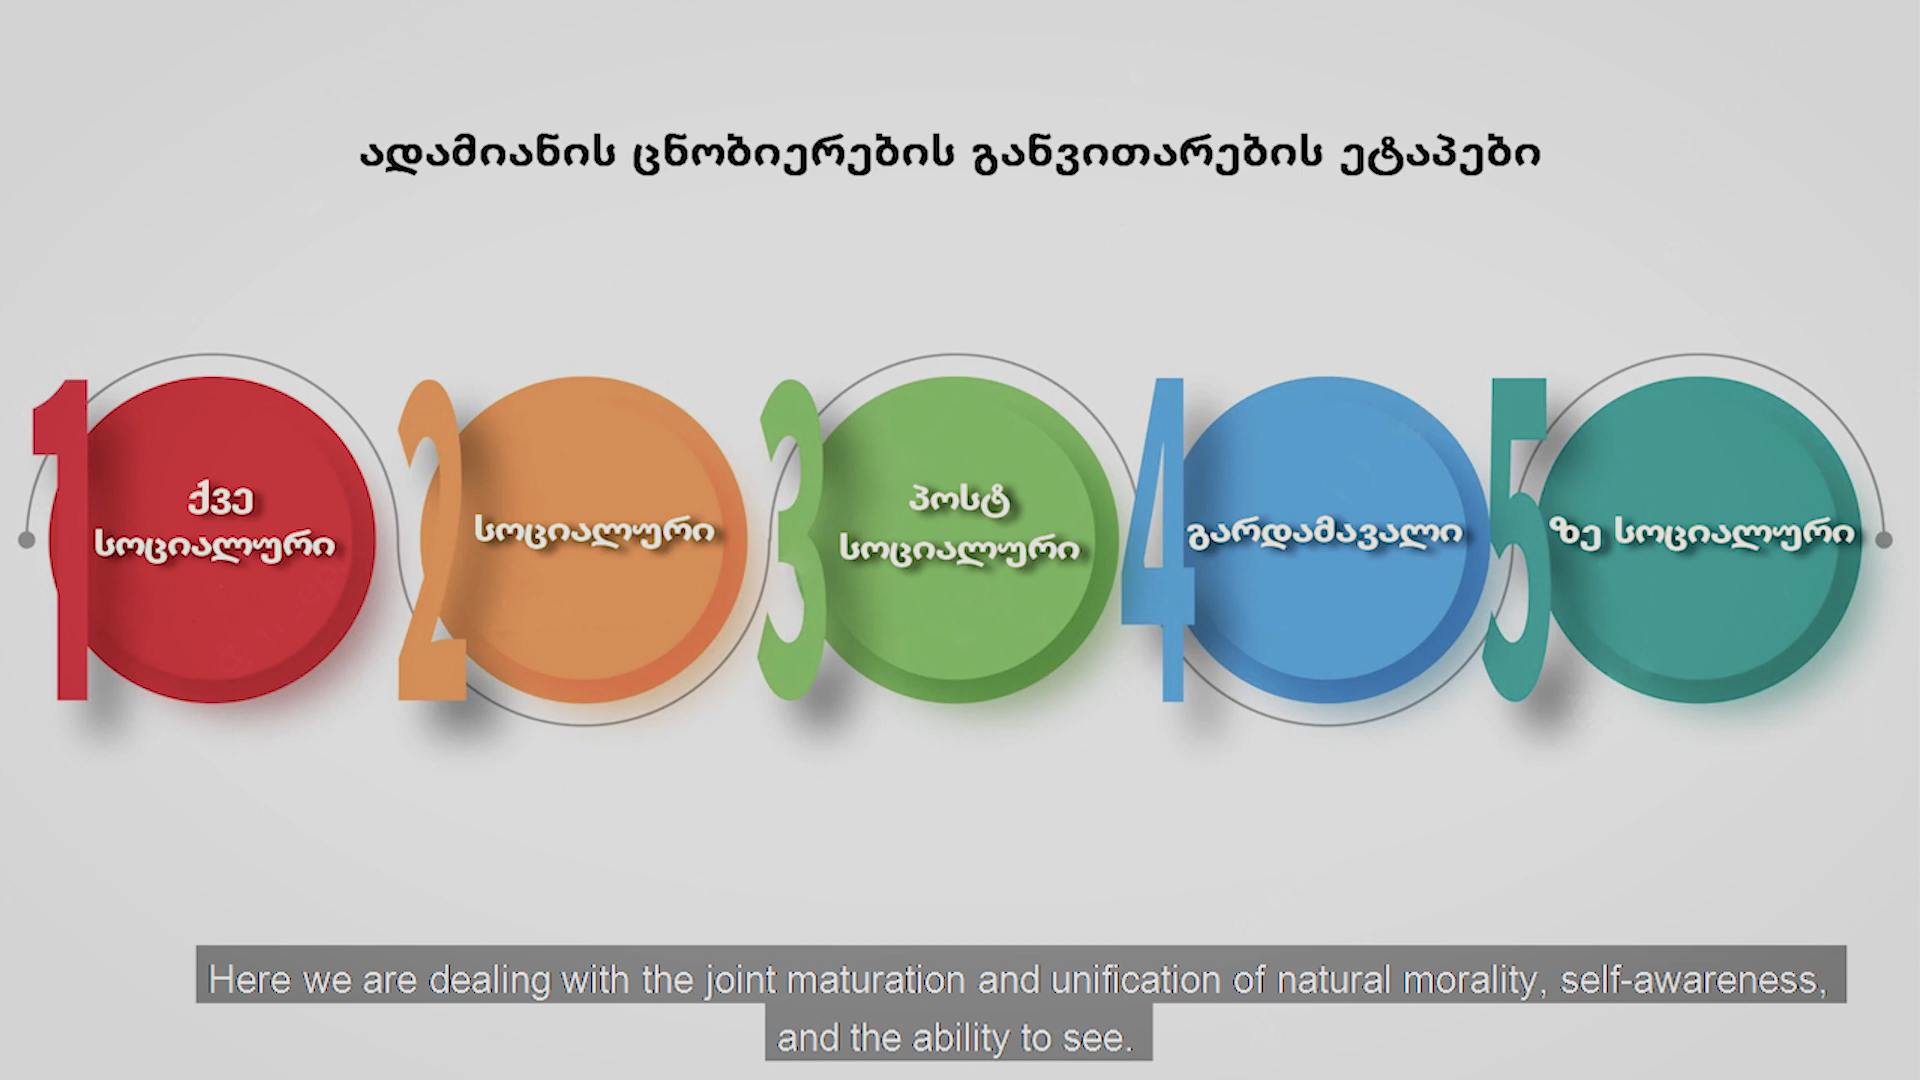 ადამიანის ცნობიერების განვითარების ეტაპები
1
ქვე
სოციალური
2
სოციალური
3
პოსტ
სოციალური
4
გარდამავალი
5
ზე სოციალური
Here we are dealing with the joint maturation and unification of natural morality, self-awareness,
and the ability to see.